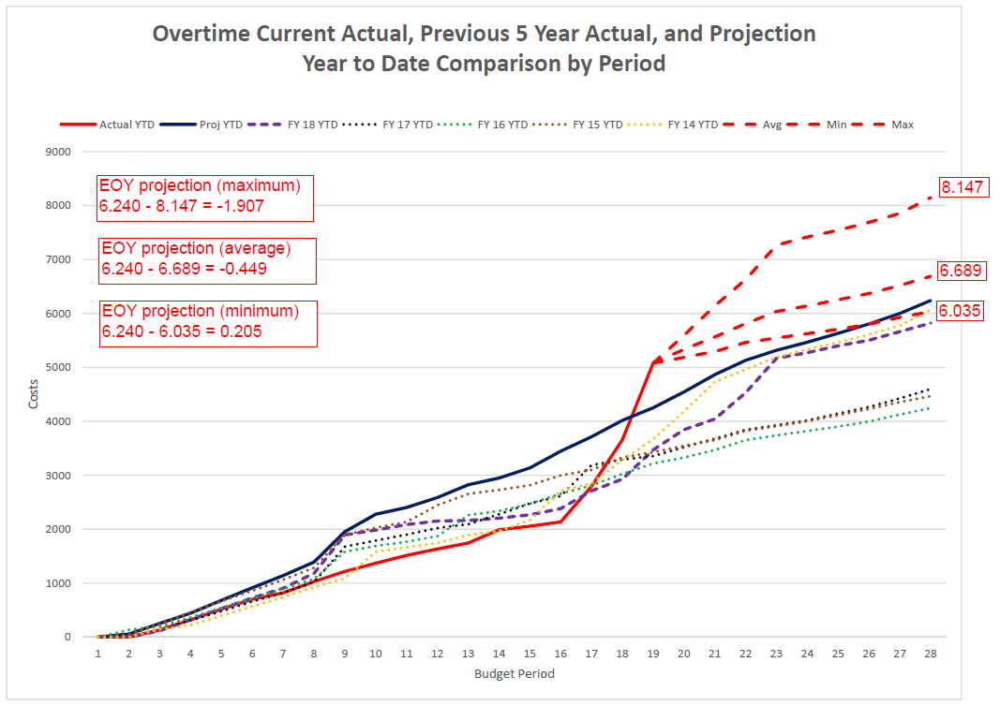 Overtime Current Actual, Previous 5 Year Actual, and Projection
Year to Date Comparison by Period
Actual YTD Proj YTD FY 18 YTD FY 17 YTD FY 16 YTD FY 15 YTD FY 14 YTD Avg Min Max
9000
8000
7000
6000
5000
4000
3000
2000
1000
0
Costs
EOY projection (maximum)
6.240 - 8.147 = -1.907
EOY projection (average)
6.240 - 6.689 = -0.449
EOY projection (minimum)
6.240 - 6.035 = 0.205
8.147
6.689
6.035
1 2 3 4 5 6 7 8 9 10 11 12 13 14 15 16 17 18 19 20 21 22 23 24 25 26 27 28
Budget Period